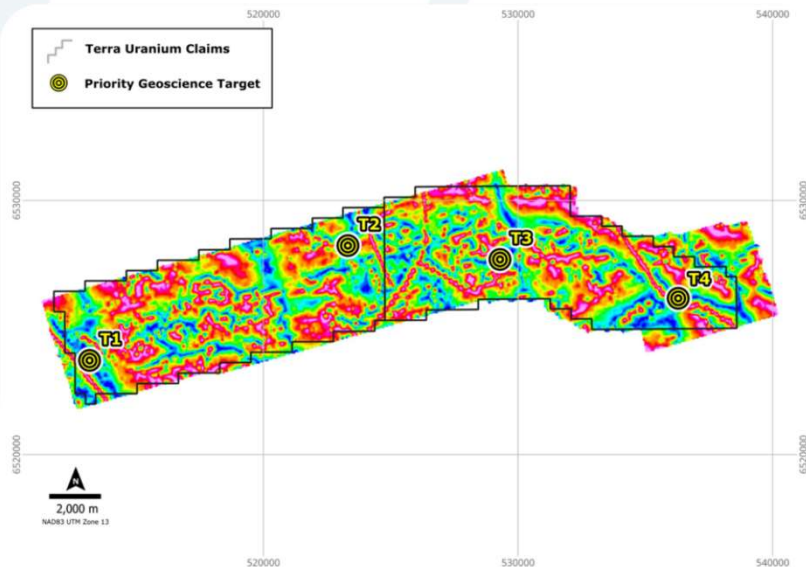 520000
530000
540000
Terra Uranium Claims
Priority Geoscience Target
6530000
6530000
T2
T3
T4
T1
6520000
6520000
N
2,000 m
NAD83 UTM Zone 13
520000
530000
540000